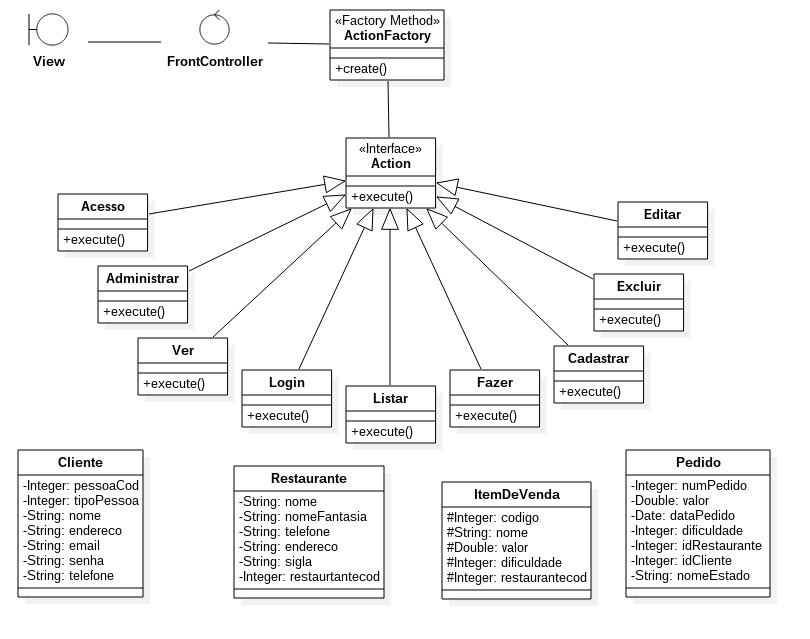 View
FrontController
«Factory Method»
ActionFactory
+create()
«Interface»
Action
+execute()
Acesso
+execute()
Administrar
+execute()
Ver
+execute()
Login
+execute()
Listar
+execute()
Fazer
+execute()
Cadastrar
+execute()
Excluir
+execute()
Editar
+execute()
Cliente
-Integer: pessoaCod
-Integer: tipoPessoa
-String: nome
-String: endereco
-String: email
-String: senha
-String: telefone
Restaurante
-String: nome
-String: nomeFantasia
-String: telefone
-String: endereco
-String: sigla
-Integer: restaurtantecod
ItemDeVenda
#Integer: codigo
#String: nome
#Double: valor
#Integer: dificuldade
#Integer: restaurantecod
Pedido
-Integer: numPedido
-Double: valor
-Date: dataPedido
-Integer: dificuldade
-Integer: idRestaurante
-Integer: idCliente
-String: nomeEstado